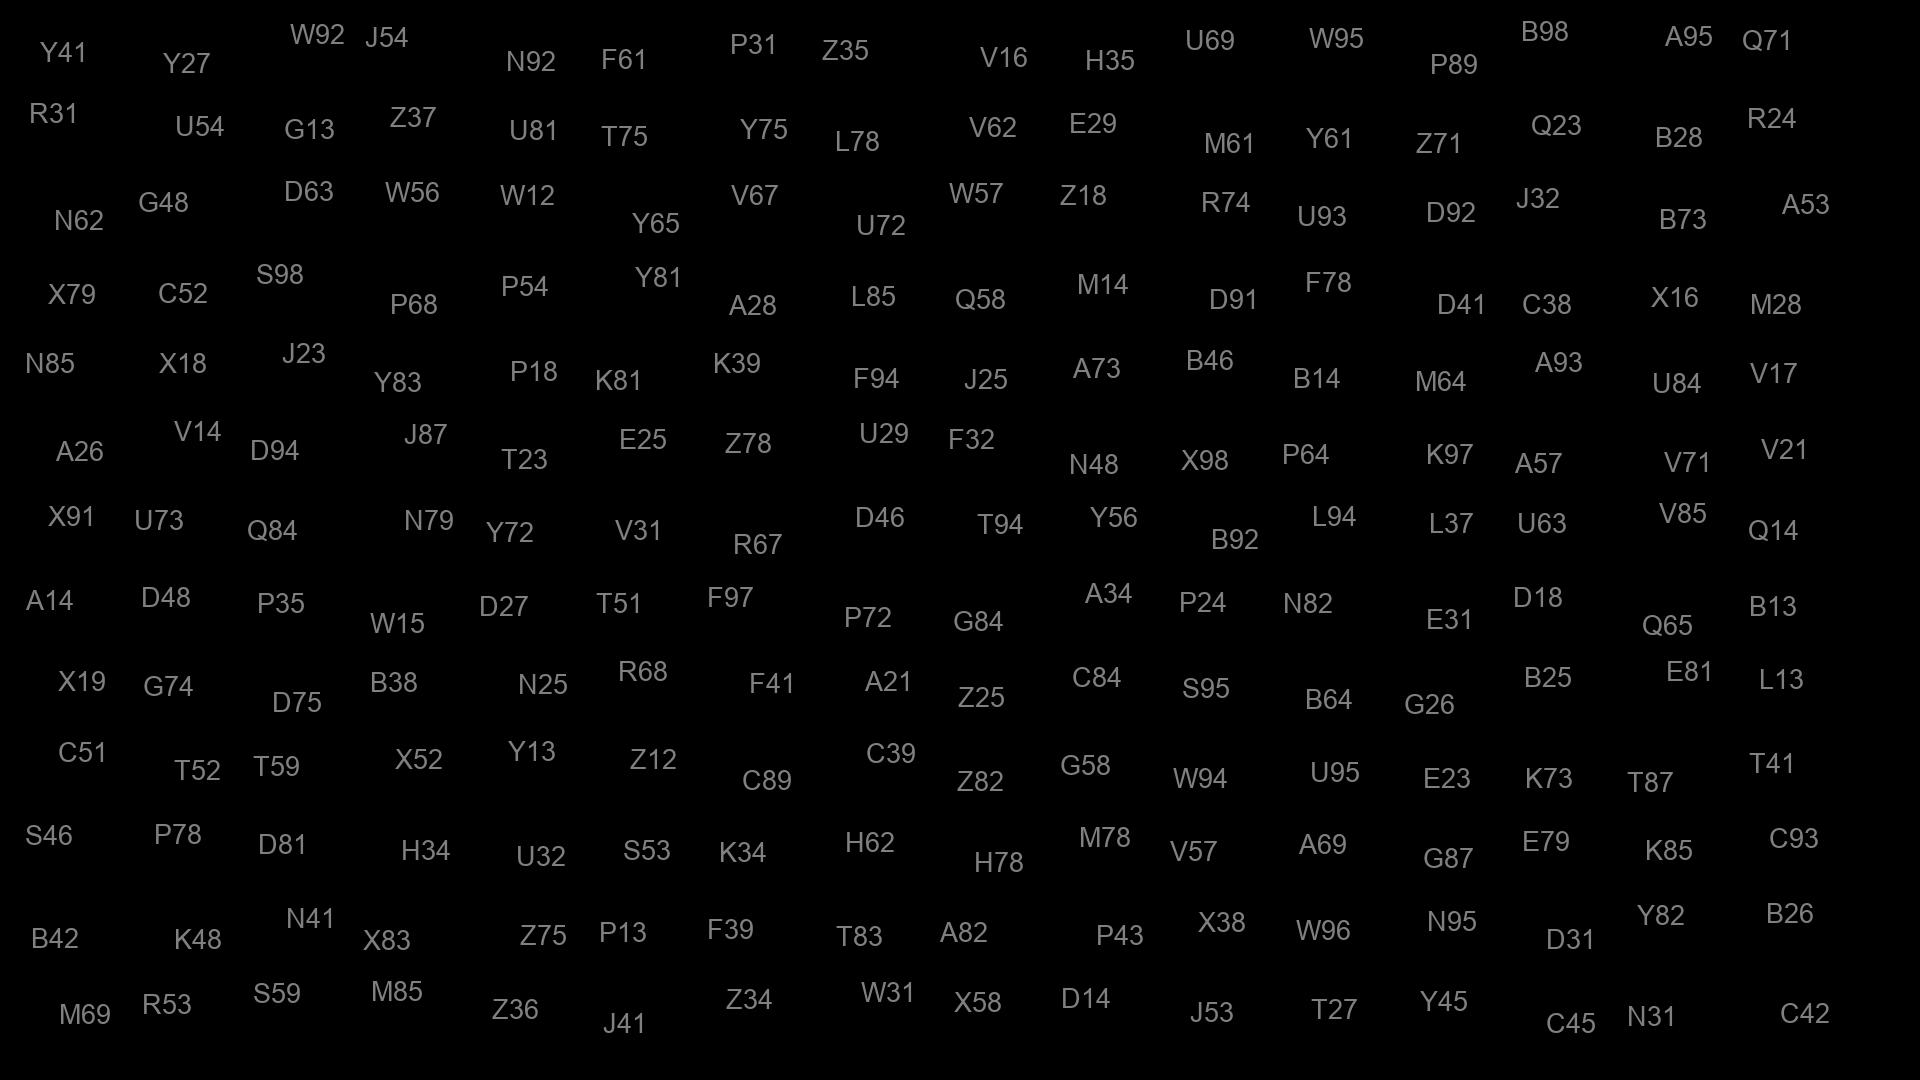 Y41 Y27 W92 J54 N92 F61 P31 Z35 V16 H35 U69 W95 P89 B98 A95 Q71
R31 U54 G13 Z37 U81 T75 Y75 L78 V62 E29 M61 Y61 Z71 Q23 B28 R24
N62 G48 D63 W56 W12 Y65 V67 U72 W57 Z18 R74 U93 D92 J32 B73 A53
X79 C52 S98 P68 P54 Y81 A28 L85 Q58 M14 D91 F78 D41 C38 X16 M28
N85 X18 J23 Y83 P18 K81 K39 F94 J25 A73 B46 B14 M64 A93 U84 V17
A26 V14 D94 J87 T23 E25 Z78 U29 F32 N48 X98 P64 K97 A57 V71 V21
X91 U73 Q84 N79 Y72 V31 R67 D46 T94 Y56 B92 L94 L37 U63 V85 Q14
A14 D48 P35 W15 D27 T51 F97 P72 G84 A34 P24 N82 E31 D18 Q65 B13
X19 G74 D75 B38 N25 R68 F41 A21 Z25 C84 S95 B64 G26 B25 E81 L13
C51 T52 T59 X52 Y13 Z12 C89 C39 Z82 G58 W94 U95 E23 K73 T87 T41
S46 P78 D81 H34 U32 S53 K34 H62 H78 M78 V57 A69 G87 E79 K85 C93
B42 K48 N41 X83 Z75 P13 F39 T83 A82 P43 X38 W96 N95 D31 Y82 B26
M69 R53 S59 M85 Z36 J41 Z34 W31 X58 D14 J53 T27 Y45 C45 N31 C42